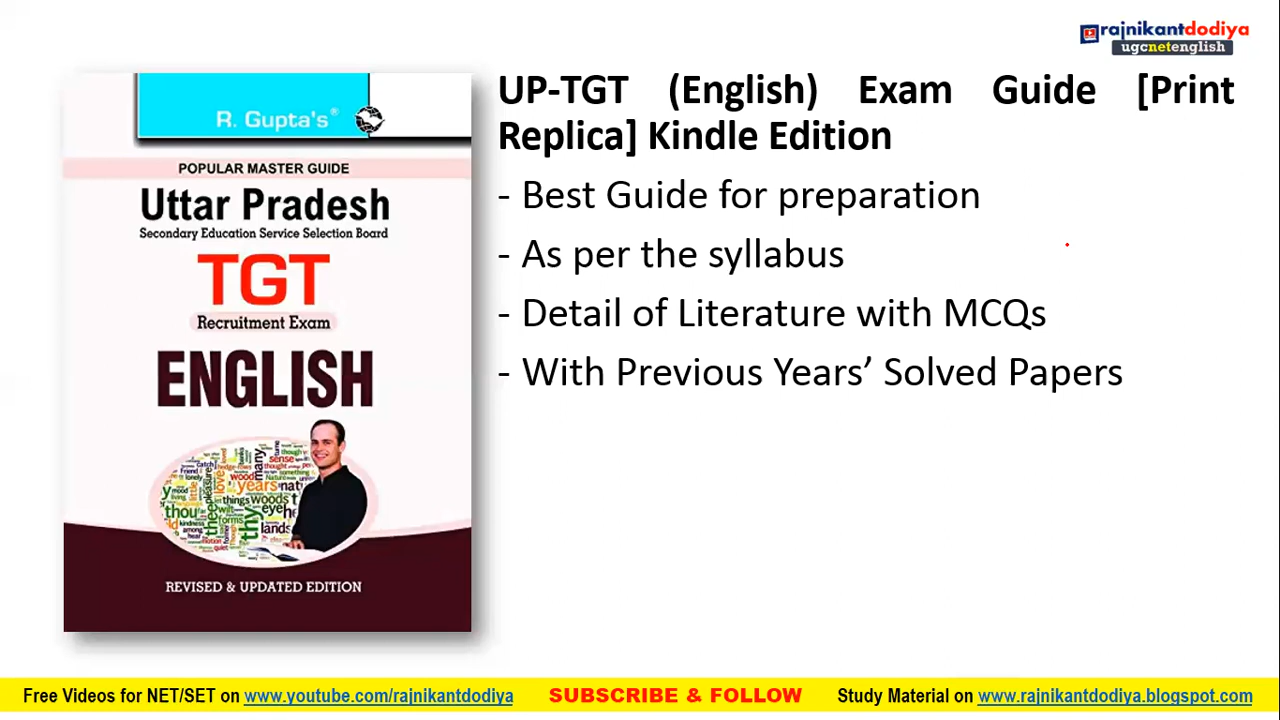 rajnikantdodiya
ugcnetenglish
R. Gupta's®
POPULAR MASTER GUIDE
Uttar Pradesh
Secondary Education Service Selection Board
TGT
Recruitment Exam
ENGLISH
REVISED & UPDATED EDITION
UP-TGT (English) Exam Guide [Print
Replica] Kindle Edition
- Best Guide for preparation
- As per the syllabus
- Detail of Literature with MCQs
- With Previous Years’ Solved Papers
Free Videos for NET/SET on www.youtube.com/rajnikantdodiya SUBSCRIBE & FOLLOW Study Material on www.rajnikantdodiya.blogspot.com